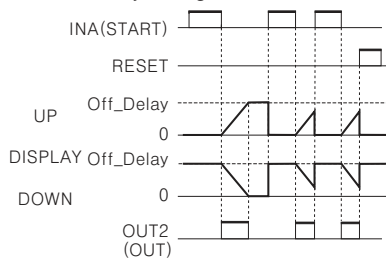 INA(START)
RESET
UP
Off_Delay
0
DISPLAY
Off_Delay
DOWN
0
OUT2
(OUT)